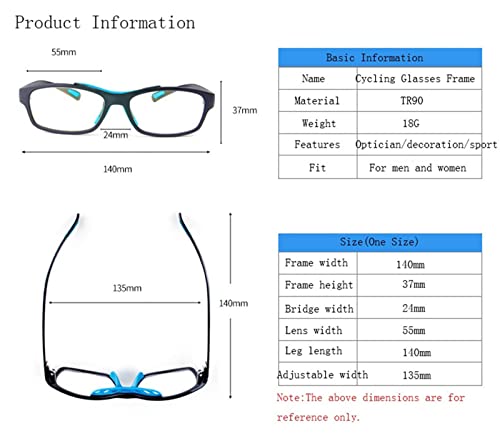 Product Information
55mm
37mm
24mm
140mm
Basic Information
Name Cycling Glasses Frame
Material TR90
Weight 18G
Features Optician/decoration/sport
Fit For men and women
135mm
140mm
Size(One Size)
Frame width 140mm
Frame height 37mm
Bridge width 24mm
Lens width 55mm
Leg length 140mm
Adjustable width 135mm
Note:The above dimensions are for
reference only.